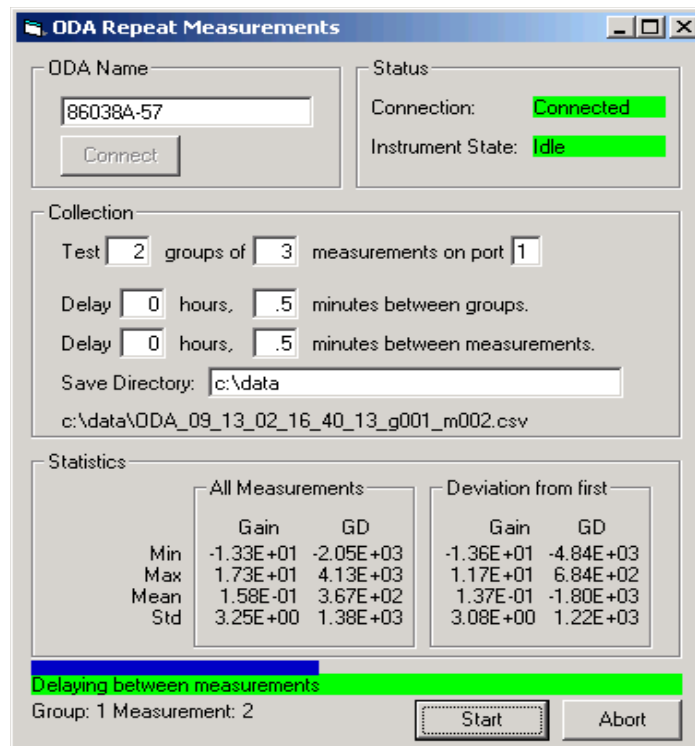 ODA Repeat Measurements
ODA Name
86038A-57
Connect
Status
Connection: Connected
Instrument State: Idle
Collection
Test 2 groups of 3 measurements on port 1
Delay 0 hours, .5 minutes between groups.
Delay 0 hours, .5 minutes between measurements.
Save Directory: c:\data
c:\data\ODA_09_13_02_16_40_13_g001_m002.csv
Statistics
All Measurements Deviation from first
Gain GD Gain GD
Min -1.33E+01 -2.05E+03 -1.36E+01 -4.84E+03
Max 1.73E+01 4.13E+03 1.17E+01 6.84E+02
Mean 1.58E-01 3.67E+02 1.37E-01 -1.80E+03
Std 3.25E+00 1.38E+03 3.08E+00 1.22E+03
Delaying between measurements
Group: 1 Measurement: 2
Start Abort